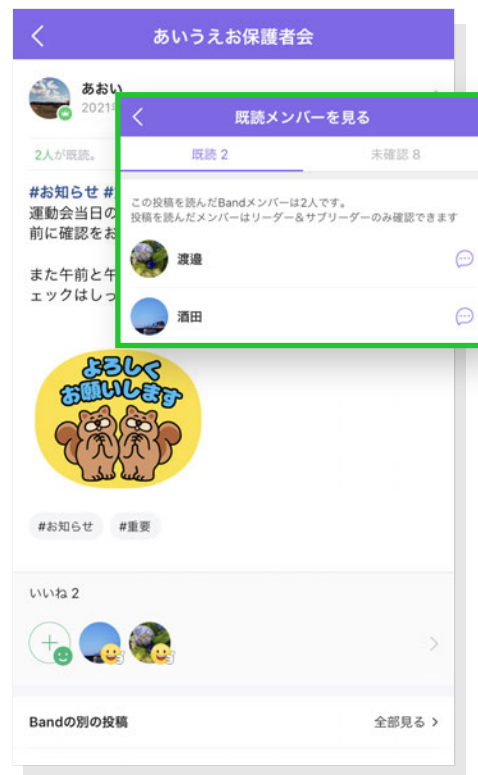 あいうえお保護者会
あおい
2021年
2人が既読。
既読メンバーを見る
既読 2
未確認 8
この投稿を読んだBandメンバーは2人です。
投稿を読んだメンバーはリーダー＆サブリーダーのみ確認できます
渡邉
酒田
#お知らせ #
運動会当日の
前に確認をお
また午前と午
ェックはしっ
よろしく
お願いします
#お知らせ
#重要
いいね 2
Bandの別の投稿
全部見る